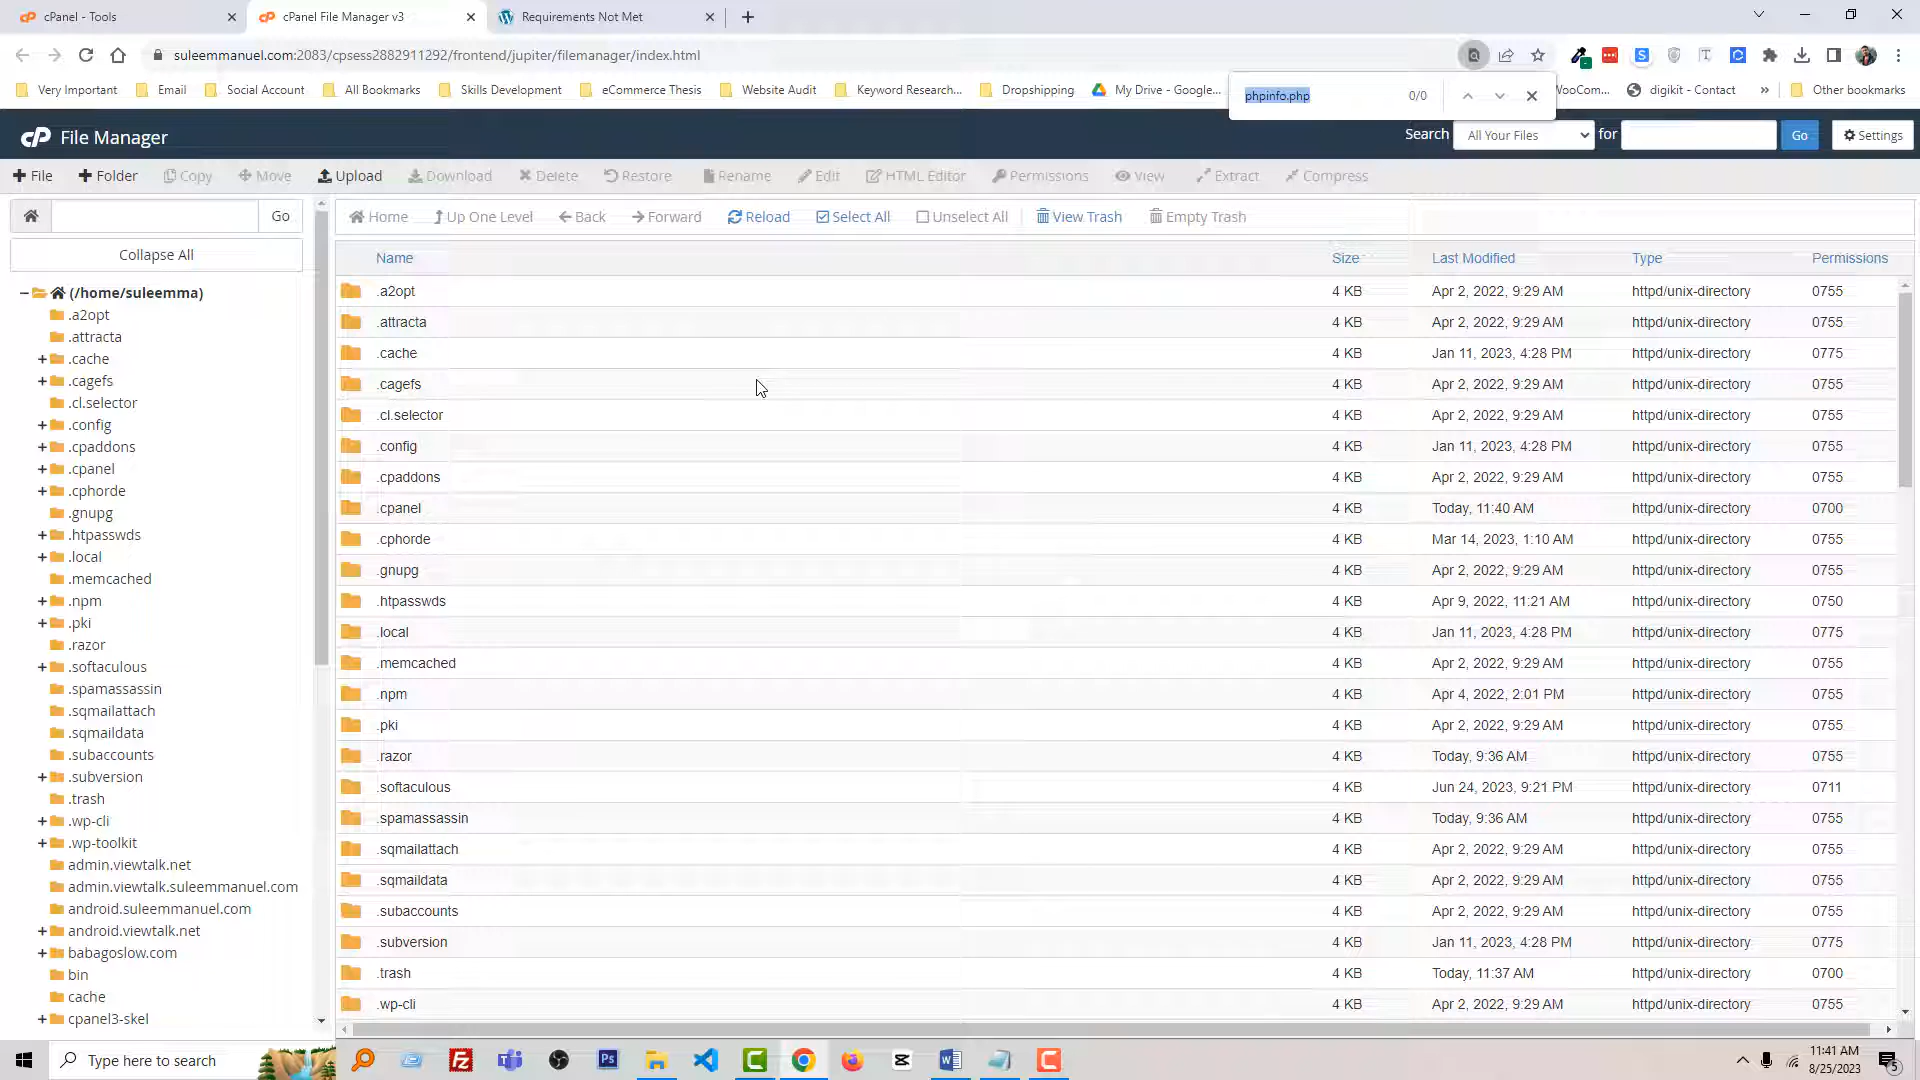 cPanel - Tools
cPanel File Manager v3
Requirements Not Met
suleemmanuel.com:2083/cpsess2882911292/frontend/jupiter/filemanager/index.html
Very Important
Email
Social Account
All Bookmarks
Skills Development
eCommerce Thesis
Website Audit
Keyword Research...
Dropshipping
My Drive - Google...
WooCom...
digikit - Contact
»
Other bookmarks
phpinfo.php 0/0
cP File Manager
Search All Your Files for Go Settings
File
Folder
Copy
Move
Upload
Download
Delete
Restore
Rename
Edit
HTML Editor
Permissions
View
Extract
Compress
Go
Home
Up One Level
Back
Forward
Reload
Select All
Unselect All
View Trash
Empty Trash
Collapse All
(/home/suleemma)
.a2opt
.attracta
.cache
.cagefs
.cl.selector
.config
.cpaddons
.cpanel
.cphorde
.gnupg
.htpasswds
.local
.memcached
.npm
.pki
.razor
.softaculous
.spamassassin
.sqmailattach
.sqmaildata
.subaccounts
.subversion
.trash
.wp-cli
.wp-toolkit
admin.viewtalk.net
admin.viewtalk.suleemmanuel.com
android.suleemmanuel.com
android.viewtalk.net
babagoslow.com
bin
cache
cpanel3-skel
Name Size Last Modified Type Permissions
.a2opt 4 KB Apr 2, 2022, 9:29 AM httpd/unix-directory 0755
.attracta 4 KB Apr 2, 2022, 9:29 AM httpd/unix-directory 0755
.cache 4 KB Jan 11, 2023, 4:28 PM httpd/unix-directory 0775
.cagefs 4 KB Apr 2, 2022, 9:29 AM httpd/unix-directory 0755
.cl.selector 4 KB Apr 2, 2022, 9:29 AM httpd/unix-directory 0755
.config 4 KB Jan 11, 2023, 4:28 PM httpd/unix-directory 0755
.cpaddons 4 KB Apr 2, 2022, 9:29 AM httpd/unix-directory 0755
.cpanel 4 KB Today, 11:40 AM httpd/unix-directory 0700
.cphorde 4 KB Mar 14, 2023, 1:10 AM httpd/unix-directory 0755
.gnupg 4 KB Apr 2, 2022, 9:29 AM httpd/unix-directory 0755
.htpasswds 4 KB Apr 9, 2022, 11:21 AM httpd/unix-directory 0750
.local 4 KB Jan 11, 2023, 4:28 PM httpd/unix-directory 0775
.memcached 4 KB Apr 2, 2022, 9:29 AM httpd/unix-directory 0755
.npm 4 KB Apr 4, 2022, 2:01 PM httpd/unix-directory 0755
.pki 4 KB Apr 2, 2022, 9:29 AM httpd/unix-directory 0755
.razor 4 KB Today, 9:36 AM httpd/unix-directory 0755
.softaculous 4 KB Jun 24, 2023, 9:21 PM httpd/unix-directory 0711
.spamassassin 4 KB Today, 9:36 AM httpd/unix-directory 0755
.sqmailattach 4 KB Apr 2, 2022, 9:29 AM httpd/unix-directory 0755
.sqmaildata 4 KB Apr 2, 2022, 9:29 AM httpd/unix-directory 0755
.subaccounts 4 KB Apr 2, 2022, 9:29 AM httpd/unix-directory 0755
.subversion 4 KB Jan 11, 2023, 4:28 PM httpd/unix-directory 0775
.trash 4 KB Today, 11:37 AM httpd/unix-directory 0700
.wp-cli 4 KB Apr 2, 2022, 9:29 AM httpd/unix-directory 0755
Type here to search
11:41 AM
8/25/2023
5